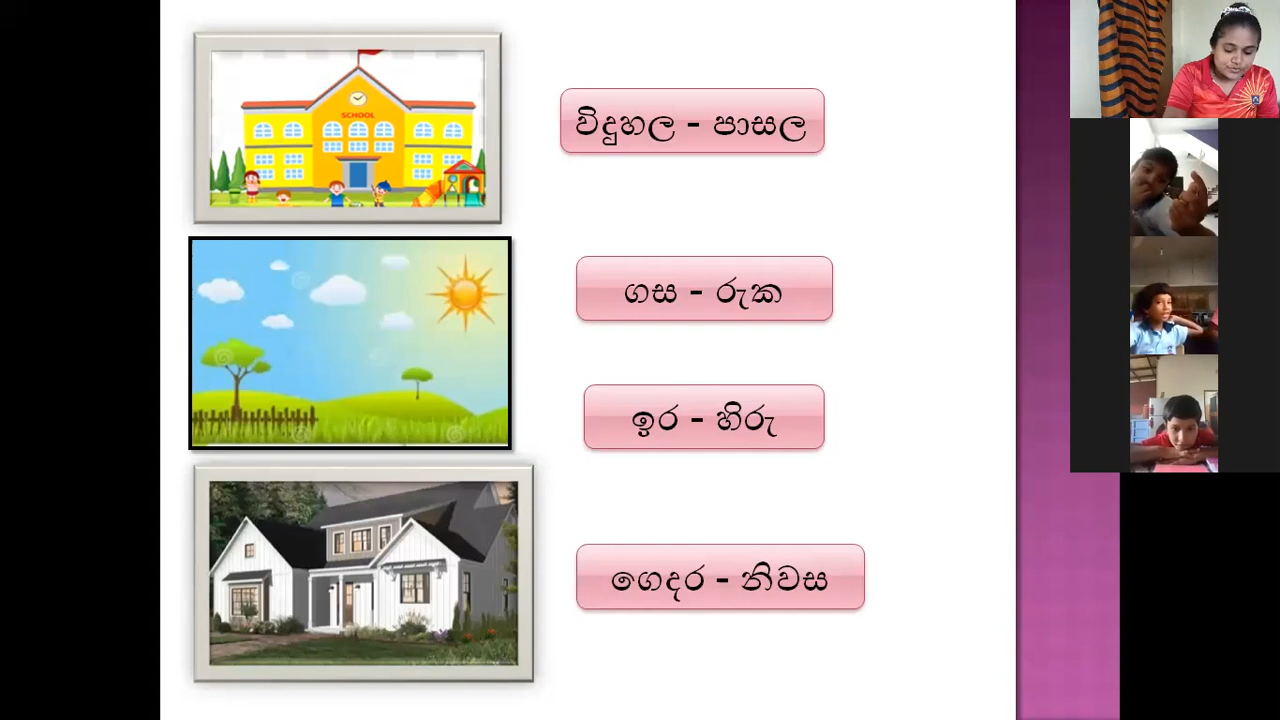 SCHOOL
විදුහල - පාසල
ගස - රුක
ඉර - හිරු
ගෙදර - නිවස